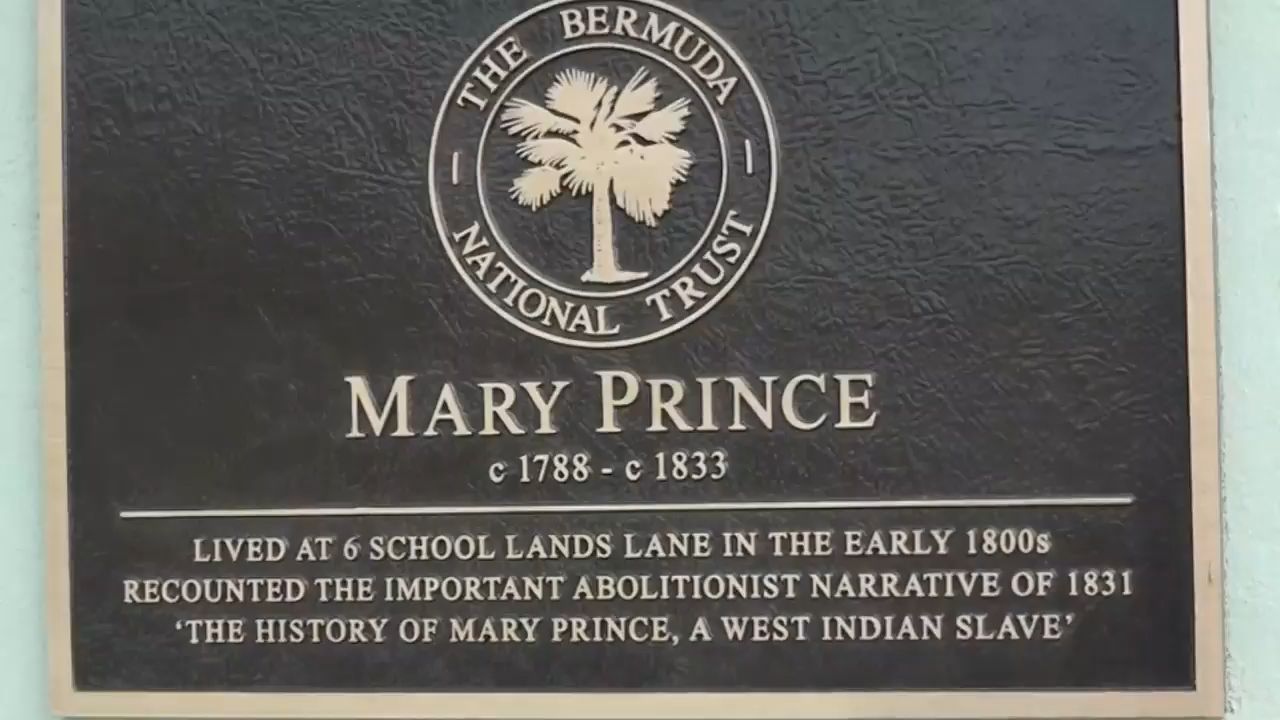 THE BERMUDA
NATIONAL TRUST
MARY PRINCE
c 1788 - c 1833
LIVED AT 6 SCHOOL LANDS LANE IN THE EARLY 1800s
RECOUNTED THE IMPORTANT ABOLITIONIST NARRATIVE OF 1831
‘THE HISTORY OF MARY PRINCE, A WEST INDIAN SLAVE’